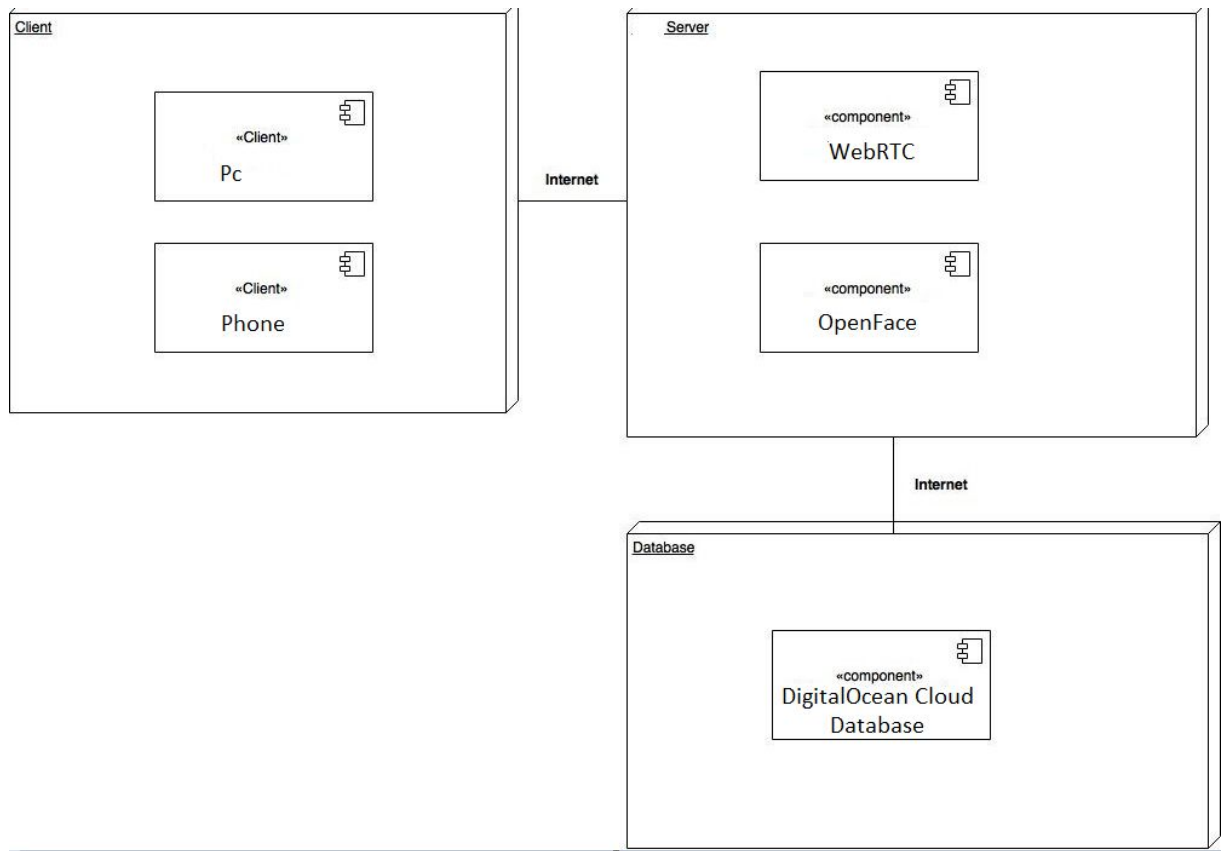 Client
«Client»
Pc
«Client»
Phone
Internet
Server
«component»
WebRTC
«component»
OpenFace
Internet
Database
«component»
DigitalOcean Cloud
Database